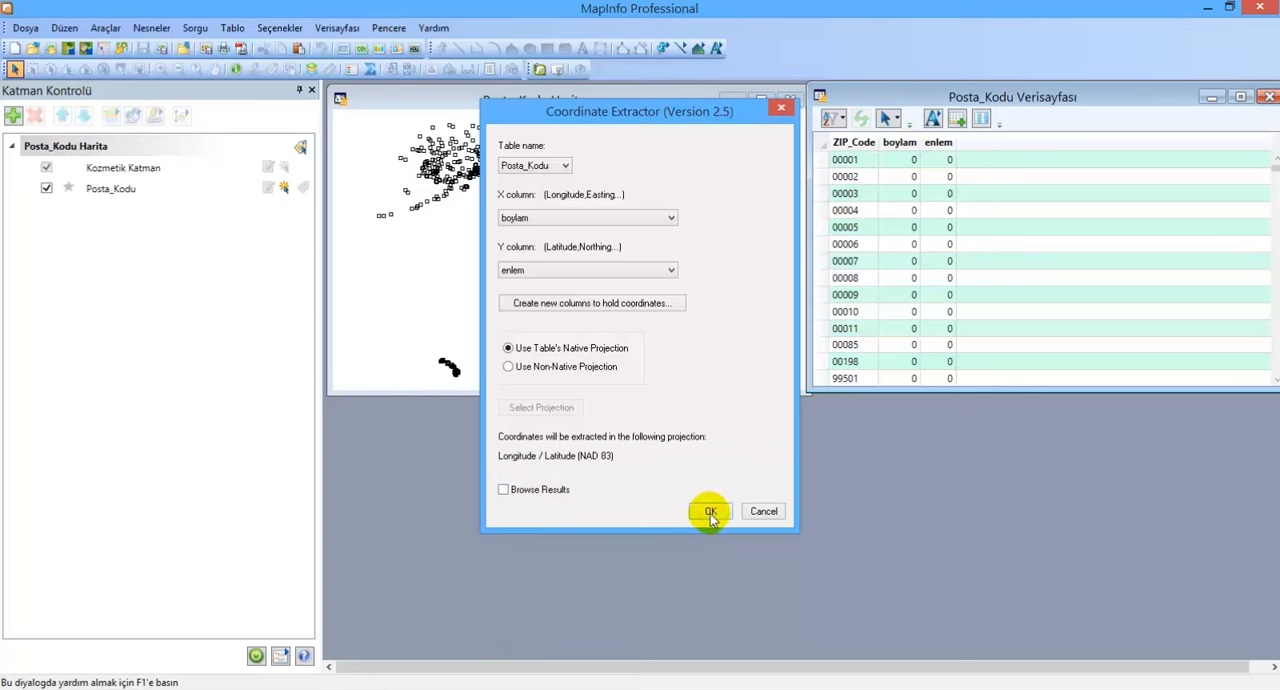 MapInfo Professional
Dosya Düzen Araçlar Nesneler Sorgu Tablo Seçenekler Verisayfası Pencere Yardım
Katman Kontrolü
Posta_Kodu Harita
Kozmetik Katman
Posta_Kodu
Coordinate Extractor (Version 2.5)
Table name:
Posta_Kodu
X column: (Longitude,Easting...)
boylam
Y column: (Latitude,Northing...)
enlem
Create new columns to hold coordinates...
Use Table's Native Projection
Use Non-Native Projection
Select Projection
Coordinates will be extracted in the following projection:
Longitude / Latitude (NAD 83)
Browse Results
OK Cancel
Posta_Kodu Verisayfası
ZIP_Code boylam enlem
00001 0 0
00002 0 0
00003 0 0
00004 0 0
00005 0 0
00006 0 0
00007 0 0
00008 0 0
00009 0 0
00010 0 0
00011 0 0
00085 0 0
00198 0 0
99501 0 0
Bu diyalogda yardım almak için F1'e basın